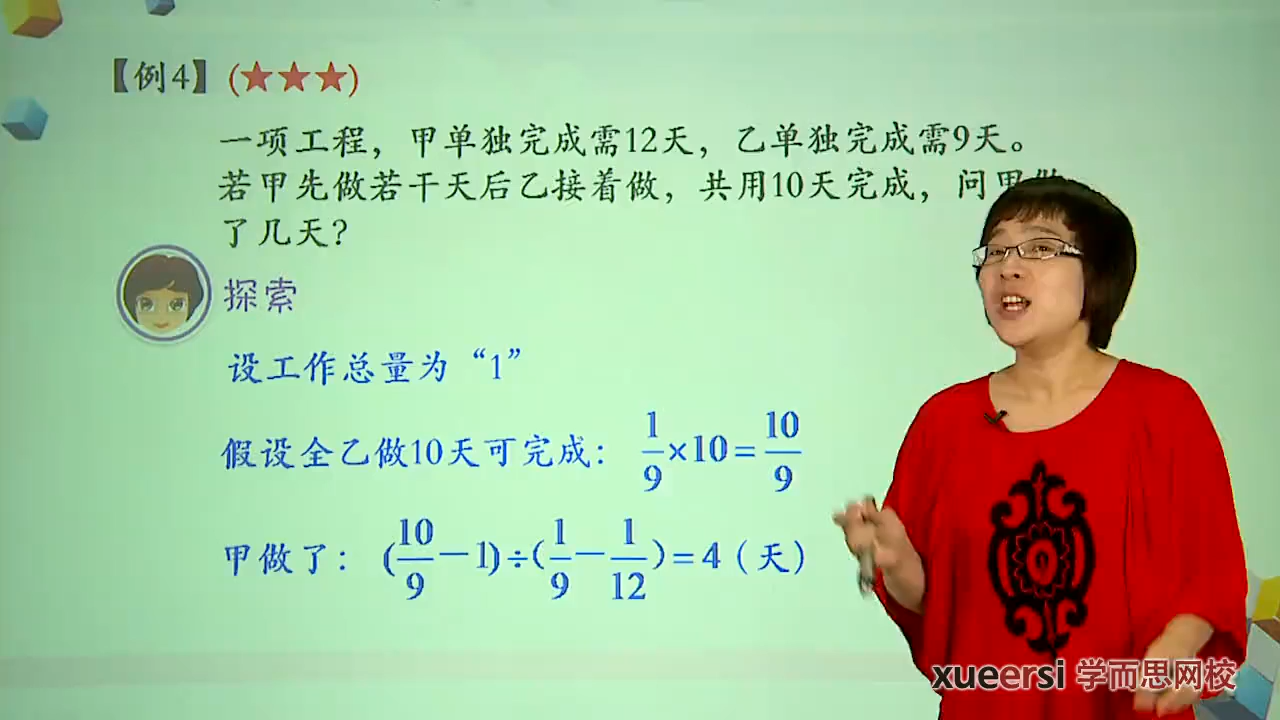 【例4】(★★★)
一项工程，甲单独完成需12天，乙单独完成需9天。
若甲先做若干天后乙接着做，共用10天完成，问甲做
了几天？
探索
设工作总量为“1”
假设全乙做10天可完成： 1/9×10=10/9
甲做了： (10/9－1)÷(1/9－1/12)=4（天）
xueersi 学而思网校